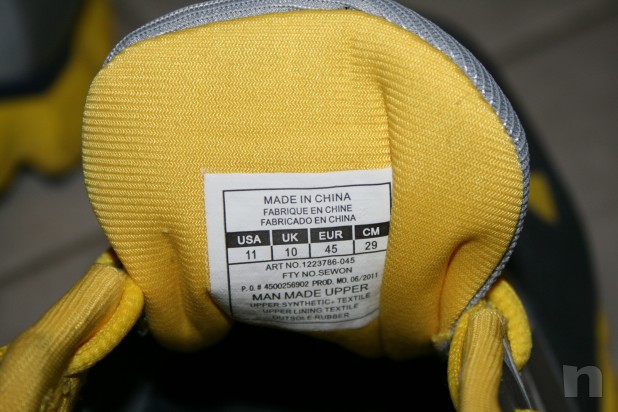 MADE IN CHINA
FABRIQUE EN CHINE
FABRICADO EN CHINA
USA UK EUR CM
11 10 45 29
ART NO.1223786-045
FTY NO.SEWON
P.O.# 4500256902 PROD. MO.06/2011
MAN MADE UPPER
UPPER SYNTHETIC+TEXTILE
UPPER LINING TEXTILE
OUTSOLE RUBBER
n